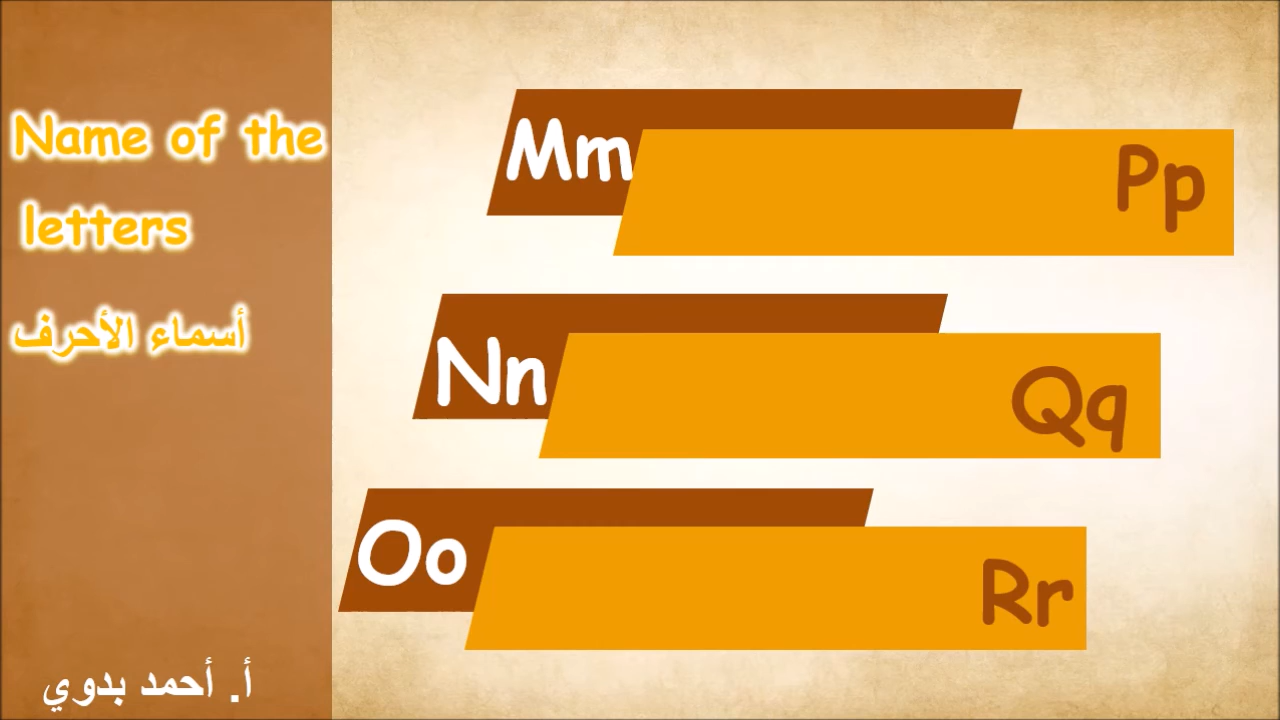 Name of the
letters
أسماء الأحرف
أ. أحمد بدوي
Mm
Pp
Nn
Qq
Oo
Rr